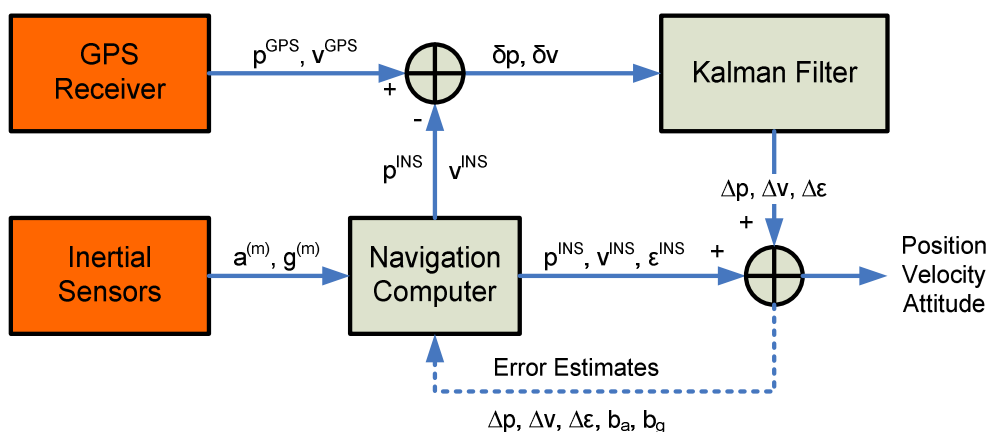 GPS
Receiver
p^GPS, v^GPS
+
-
δp, δv
Kalman Filter
p^INS v^INS
Δp, Δv, Δε
+
Inertial
Sensors
a^(m), g^(m)
Navigation
Computer
p^INS, v^INS, ε^INS
+
Position
Velocity
Attitude
Error Estimates
Δp, Δv, Δε, b_a, b_g